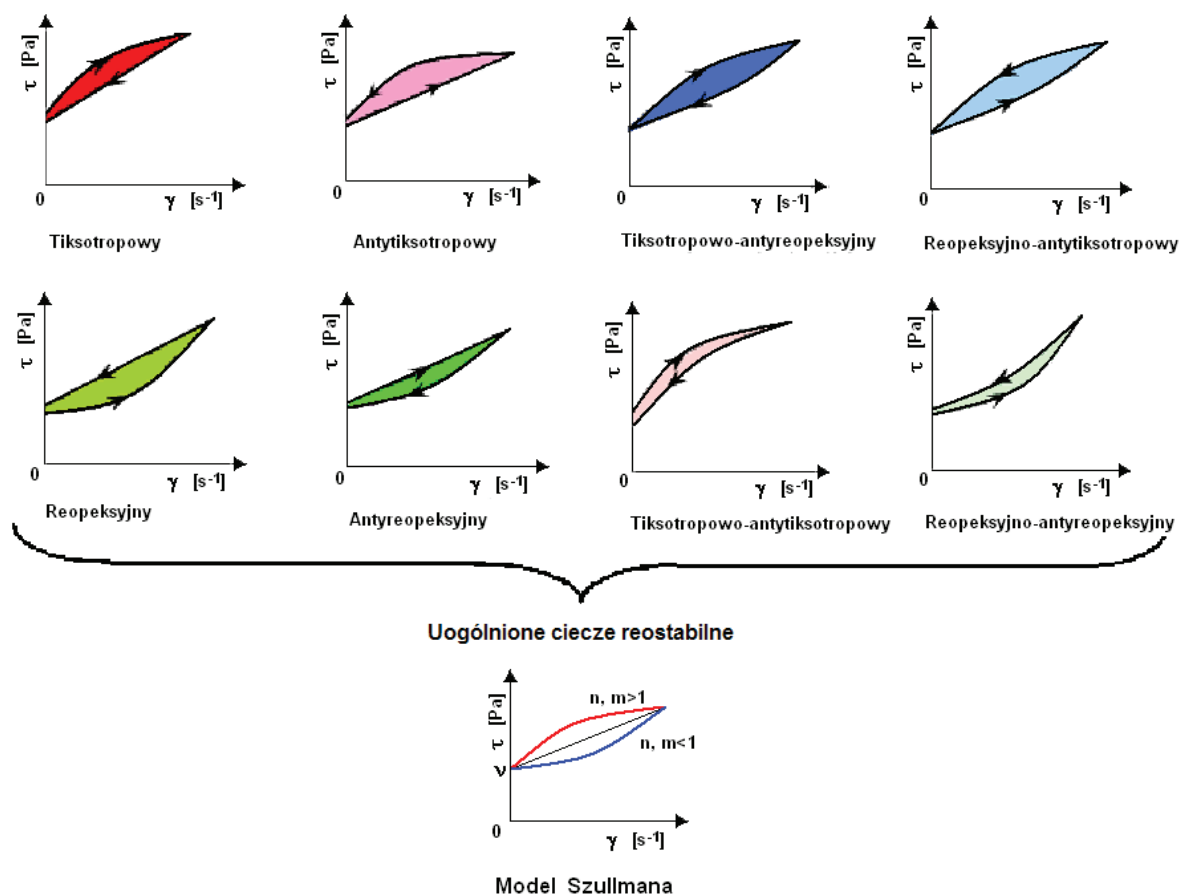 τ [Pa]
0
γ [s-1]
Tiksotropowy
τ [Pa]
0
γ [s-1]
Antytiksotropowy
τ [Pa]
0
γ [s-1]
Tiksotropowo-antyreopeksyjny
τ [Pa]
0
γ [s-1]
Reopeksyjno-antytiksotropowy
τ [Pa]
0
γ [s-1]
Reopeksyjny
τ [Pa]
0
γ [s-1]
Antyreopeksyjny
τ [Pa]
0
γ [s-1]
Tiksotropowo-antytiksotropowy
τ [Pa]
0
γ [s-1]
Reopeksyjno-antyreopeksyjny
Uogólnione ciecze reostabilne
τ [Pa]
n, m>1
n, m<1
ν
0
γ [s-1]
Model Szullmana